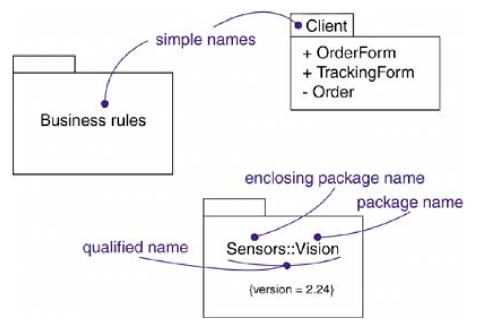 simple names
Client
+ OrderForm
+ TrackingForm
- Order
Business rules
enclosing package name
package name
qualified name
Sensors::Vision
{version = 2.24}